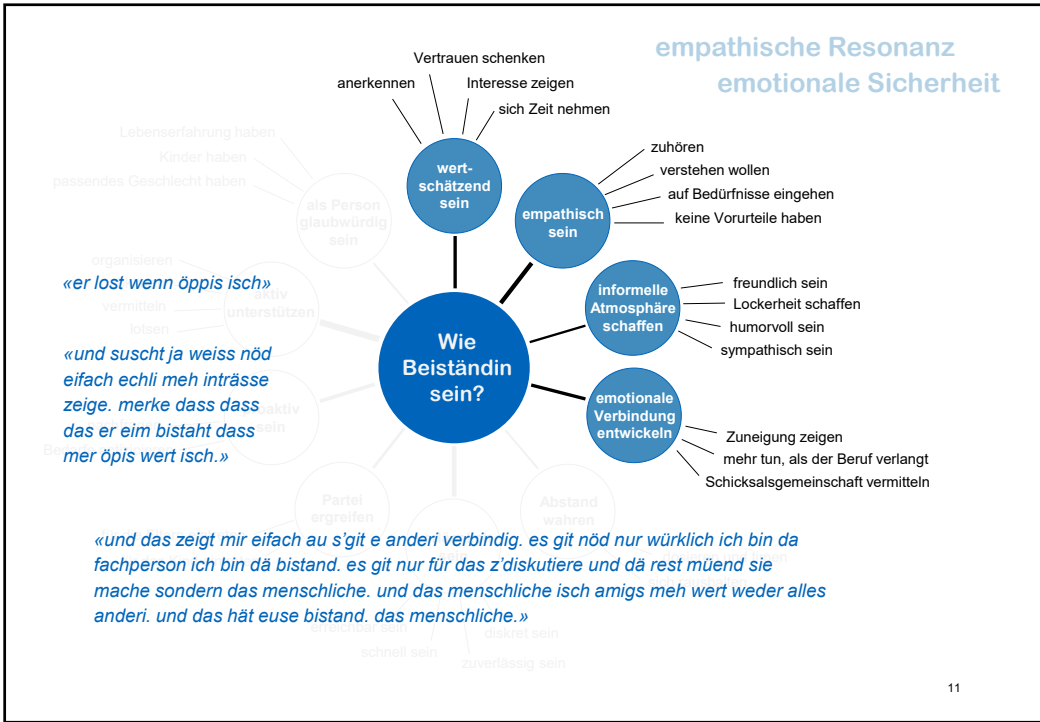 empathische Resonanz
emotionale Sicherheit
Vertrauen schenken
anerkennen
Interesse zeigen
sich Zeit nehmen
wert-
schätzend
sein
zuhören
verstehen wollen
auf Bedürfnisse eingehen
keine Vorurteile haben
empathisch
sein
informelle
Atmosphäre
schaffen
freundlich sein
Lockerheit schaffen
humorvoll sein
sympathisch sein
emotionale
Verbindung
entwickeln
Zuneigung zeigen
mehr tun, als der Beruf verlangt
Schicksalsgemeinschaft vermitteln
Wie
Beiständin
sein?
Lebenserfahrung haben
Kinder haben
passendes Geschlecht haben
als Person
glaubwürdig
sein
organisieren
vermitteln
lotsen
aktiv
unterstützen
sein
Partei
ergreifen
Abstand
wahren
sein
erreichbar sein
schnell sein
diskret sein
zuverlässig sein
«er lost wenn öppis isch»
«und suscht ja weiss nöd
eifach echli meh inträsse
zeige. merke dass dass
das er eim bistaht dass
mer öpis wert isch.»
«und das zeigt mir eifach au s'git e anderi verbindig. es git nöd nur würklich ich bin da
fachperson ich bin dä bistand. es git nur für das z'diskutiere und dä rest müend sie
mache sondern das menschliche. und das menschliche isch amigs meh wert weder alles
anderi. und das hät euse bistand. das menschliche.»
11